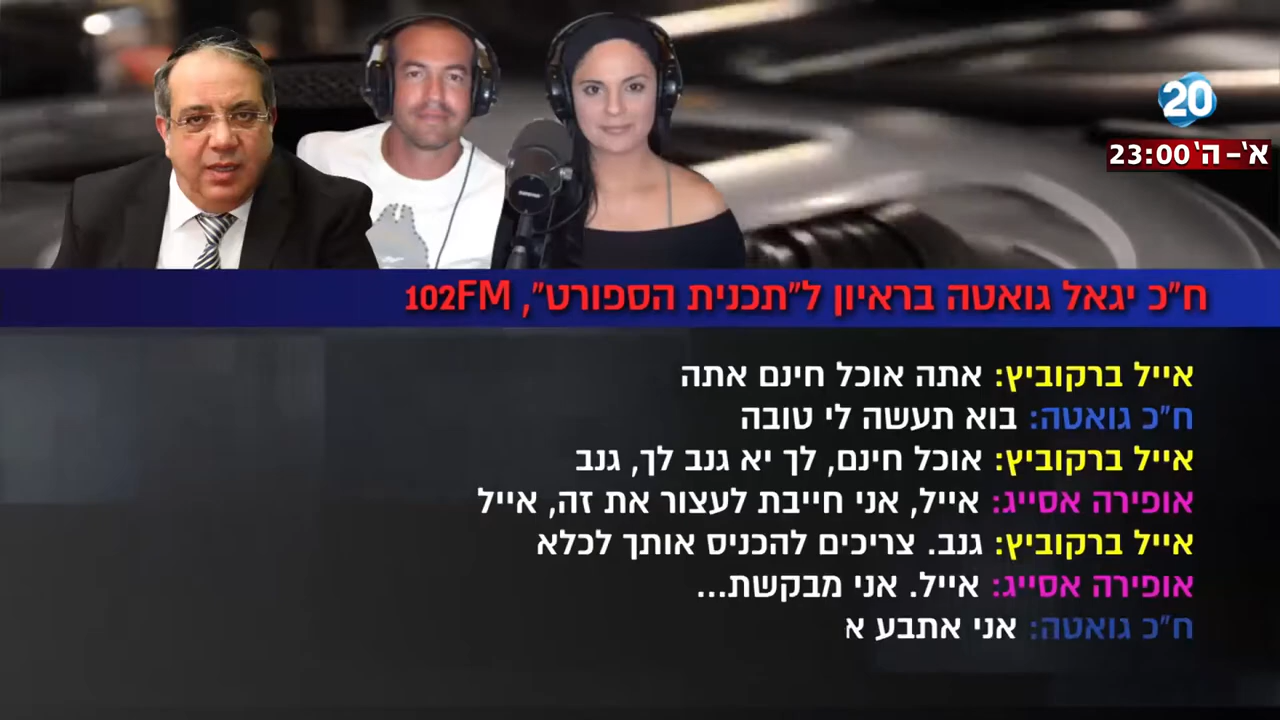 20
א'-ה' 23:00
ח"כ יגאל גואטה בראיון ל"תכנית הספורט", 102FM
אייל ברקוביץ: אתה אוכל חינם אתה
ח"כ גואטה: בוא תעשה לי טובה
אייל ברקוביץ: אוכל חינם, לך יא גנב לך, גנב
אופירה אסייג: אייל, אני חייבת לעצור את זה, אייל
אייל ברקוביץ: גנב. צריכים להכניס אותך לכלא
אופירה אסייג: אייל. אני מבקשת...
ח"כ גואטה: אני אתבע א